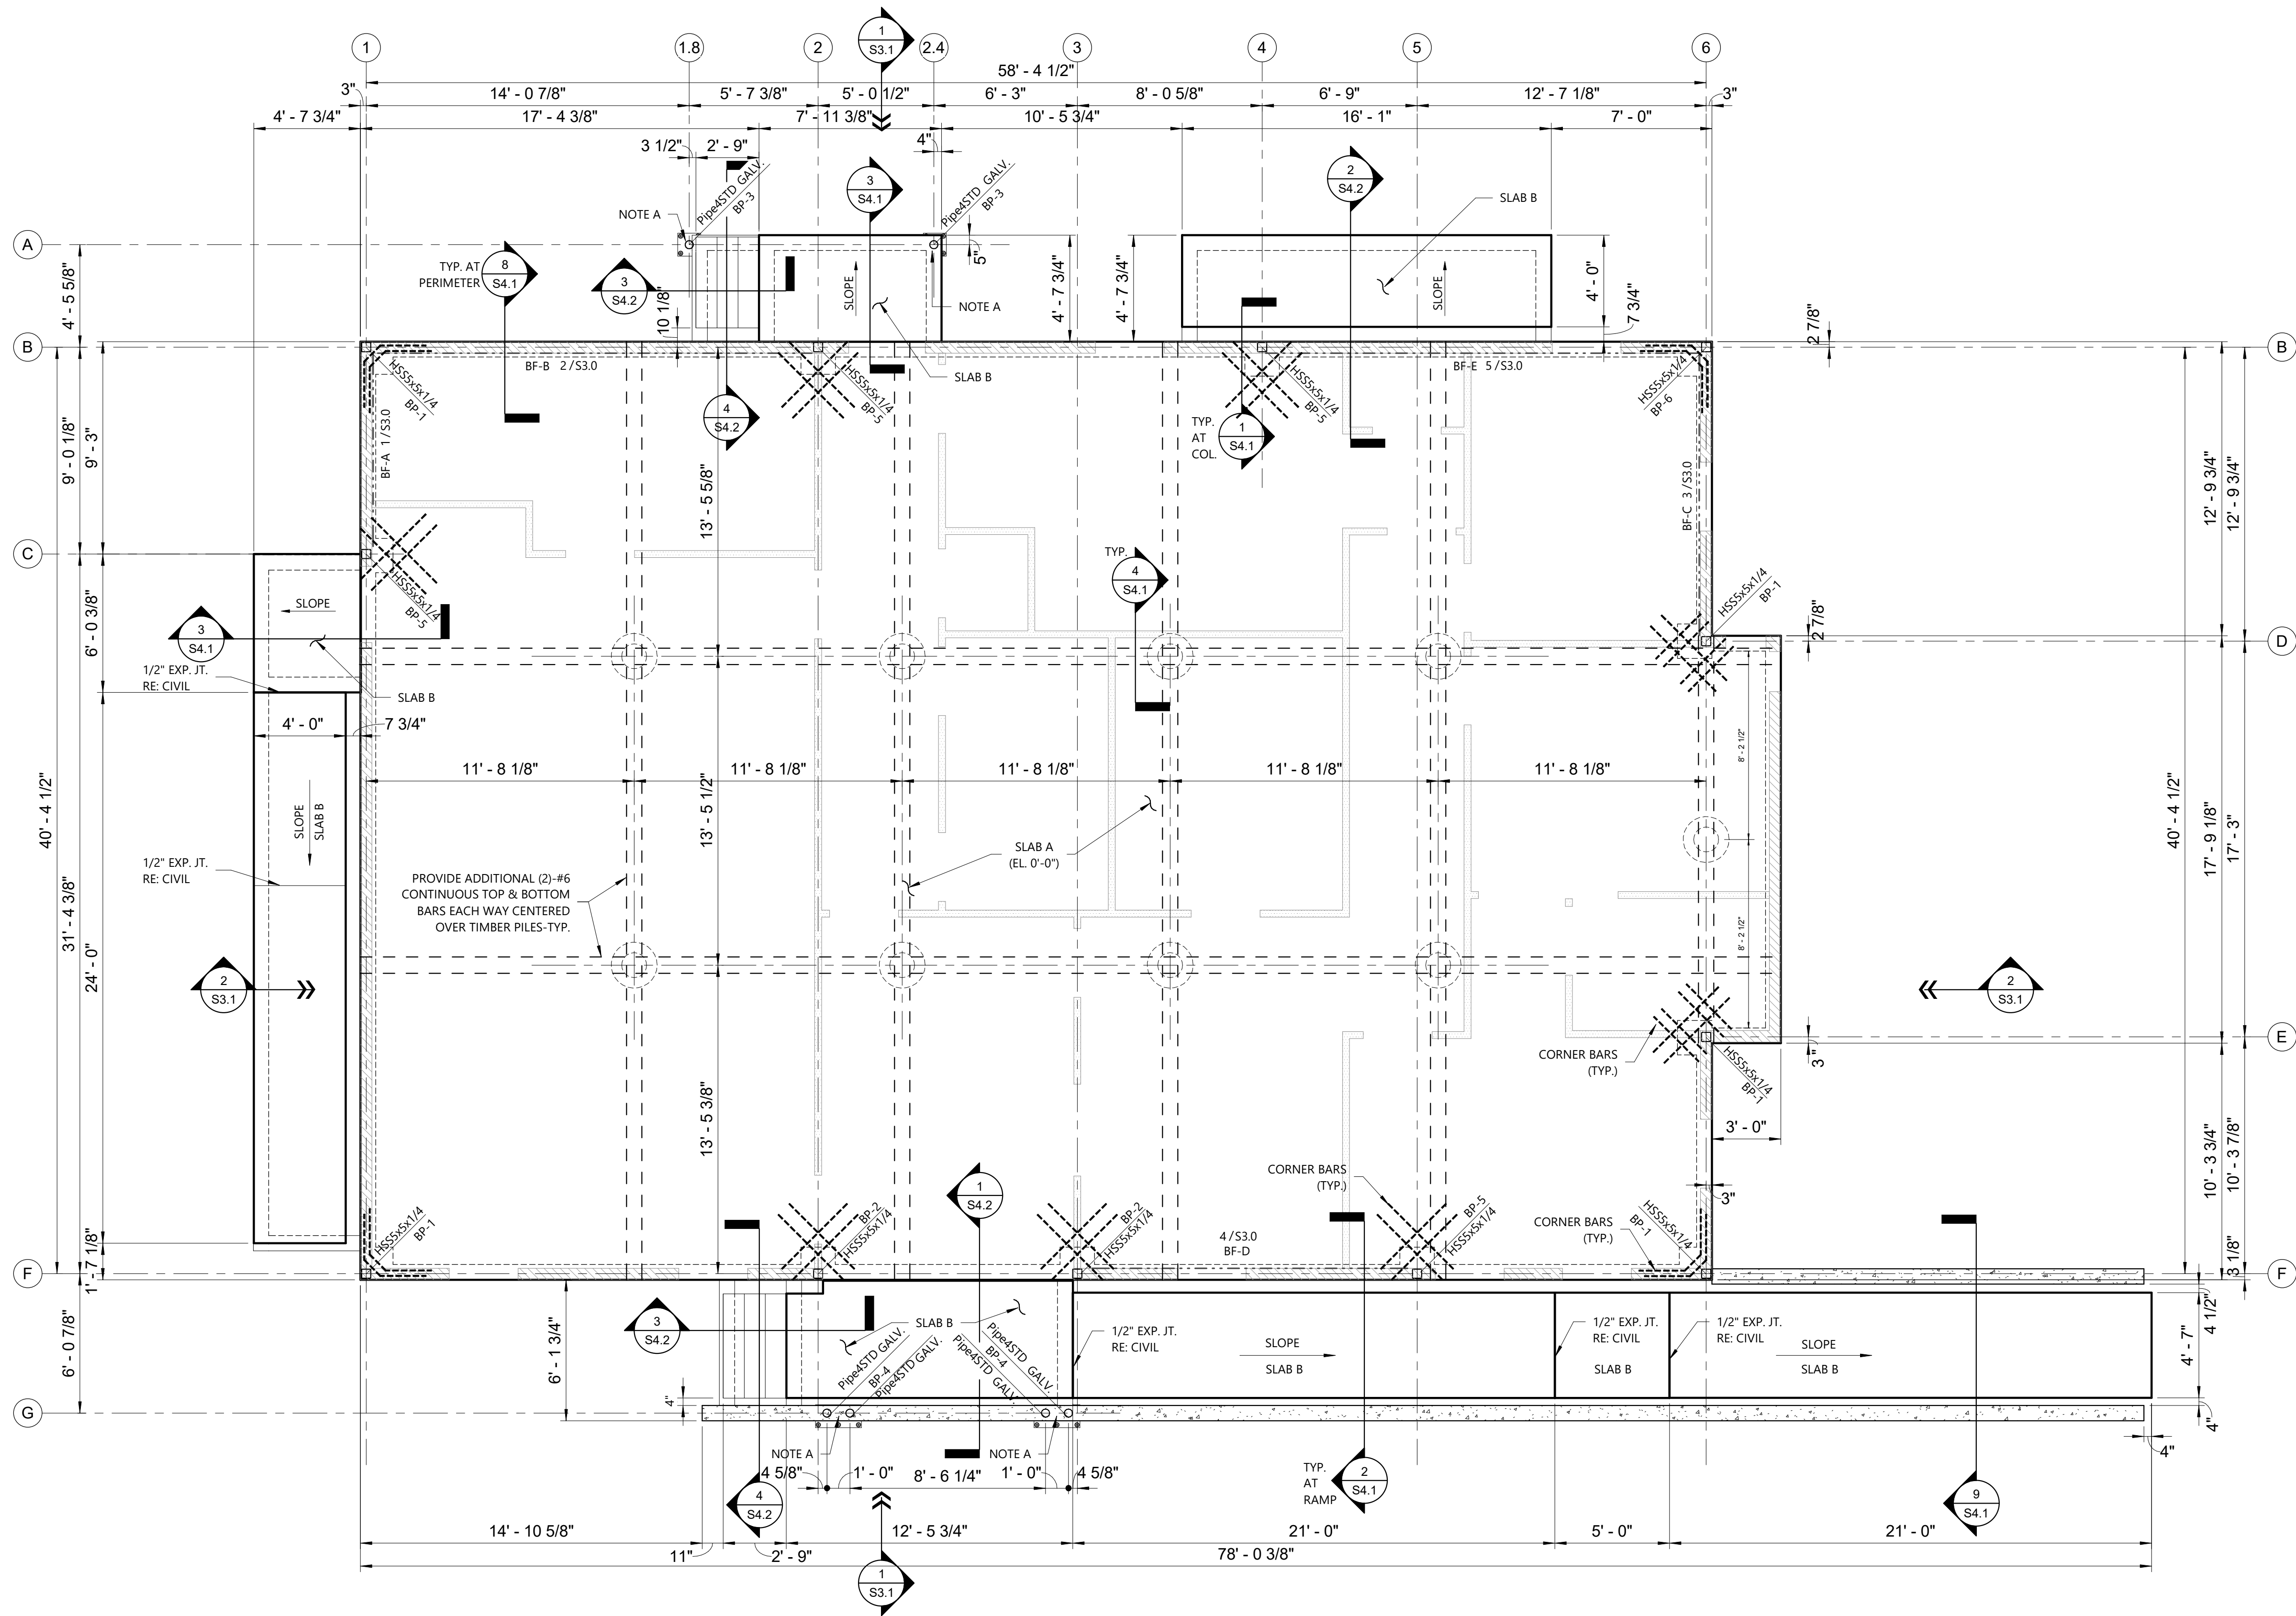 1
S3.1
1
1.8
2
2.4
3
4
5
6
58' - 4 1/2"
3"
14' - 0 7/8"
5' - 7 3/8"
5' - 0 1/2"
6' - 3"
8' - 0 5/8"
6' - 9"
12' - 7 1/8"
3"
4' - 7 3/4"
17' - 4 3/8"
7' - 11 3/8"
10' - 5 3/4"
16' - 1"
7' - 0"
3 1/2"
2' - 9"
4"
Pipe4STD GALV.
BP-3
Pipe4STD GALV.
BP-3
3
S4.1
2
S4.2
SLAB B
NOTE A
A
TYP. AT
PERIMETER
8
S4.1
3
S4.2
SLOPE
5"
NOTE A
4' - 7 3/4"
4' - 7 3/4"
SLOPE
4' - 0"
7 3/4"
4' - 5 5/8"
10 1/8"
2 7/8"
B
B
BF-B 2/S3.0
SLAB B
BF-E 5/S3.0
HSS5x5x1/4
BP-1
HSS5x5x1/4
BP-5
HSS5x5x1/4
BP-5
HSS5x5x1/4
BP-6
4
S4.2
TYP.
AT
COL.
1
S4.1
BF-A 1/S3.0
9' - 0 1/8"
9' - 3"
13' - 5 5/8"
BF-C 3/S3.0
12' - 9 3/4"
12' - 9 3/4"
C
HSS5x5x1/4
BP-5
TYP.
4
S4.1
HSS5x5x1/4
BP-1
SLOPE
3
S4.1
6' - 0 3/8"
2 7/8"
D
1/2" EXP. JT.
RE: CIVIL
SLAB B
4' - 0"
7 3/4"
11' - 8 1/8"
11' - 8 1/8"
11' - 8 1/8"
11' - 8 1/8"
11' - 8 1/8"
8' - 2 1/2"
13' - 5 1/2"
40' - 4 1/2"
31' - 4 3/8"
24' - 0"
SLOPE
SLAB B
40' - 4 1/2"
17' - 9 1/8"
17' - 3"
1/2" EXP. JT.
RE: CIVIL
SLAB A
(EL. 0'-0")
PROVIDE ADDITIONAL (2)-#6
CONTINUOUS TOP & BOTTOM
BARS EACH WAY CENTERED
OVER TIMBER PILES-TYP.
8' - 2 1/2"
2
S3.1
2
S3.1
E
CORNER BARS
(TYP.)
3"
HSS5x5x1/4
BP-1
13' - 5 3/8"
3' - 0"
10' - 3 3/4"
10' - 3 7/8"
CORNER BARS
(TYP.)
1
S4.2
3"
HSS5x5x1/4
BP-1
BP-2
HSS5x5x1/4
BP-2
HSS5x5x1/4
4/S3.0
BF-D
BP-5
HSS5x5x1/4
CORNER BARS
(TYP.)
HSS5x5x1/4
BP-1
1' - 7 1/8"
3 1/8"
F
F
6' - 0 7/8"
6' - 1 3/4"
3
S4.2
SLAB B
1/2" EXP. JT.
RE: CIVIL
SLOPE
SLAB B
1/2" EXP. JT.
RE: CIVIL
SLAB B
1/2" EXP. JT.
RE: CIVIL
SLOPE
SLAB B
4 1/2"
4' - 7"
Pipe4STD GALV.
BP-4
Pipe4STD GALV.
Pipe4STD GALV.
BP-4
Pipe4STD GALV.
4"
G
4"
4"
NOTE A
NOTE A
4 5/8"
1' - 0"
8' - 6 1/4"
1' - 0"
4 5/8"
4
S4.2
TYP.
AT
RAMP
2
S4.1
9
S4.1
14' - 10 5/8"
11"
2' - 9"
12' - 5 3/4"
21' - 0"
5' - 0"
21' - 0"
78' - 0 3/8"
1
S3.1